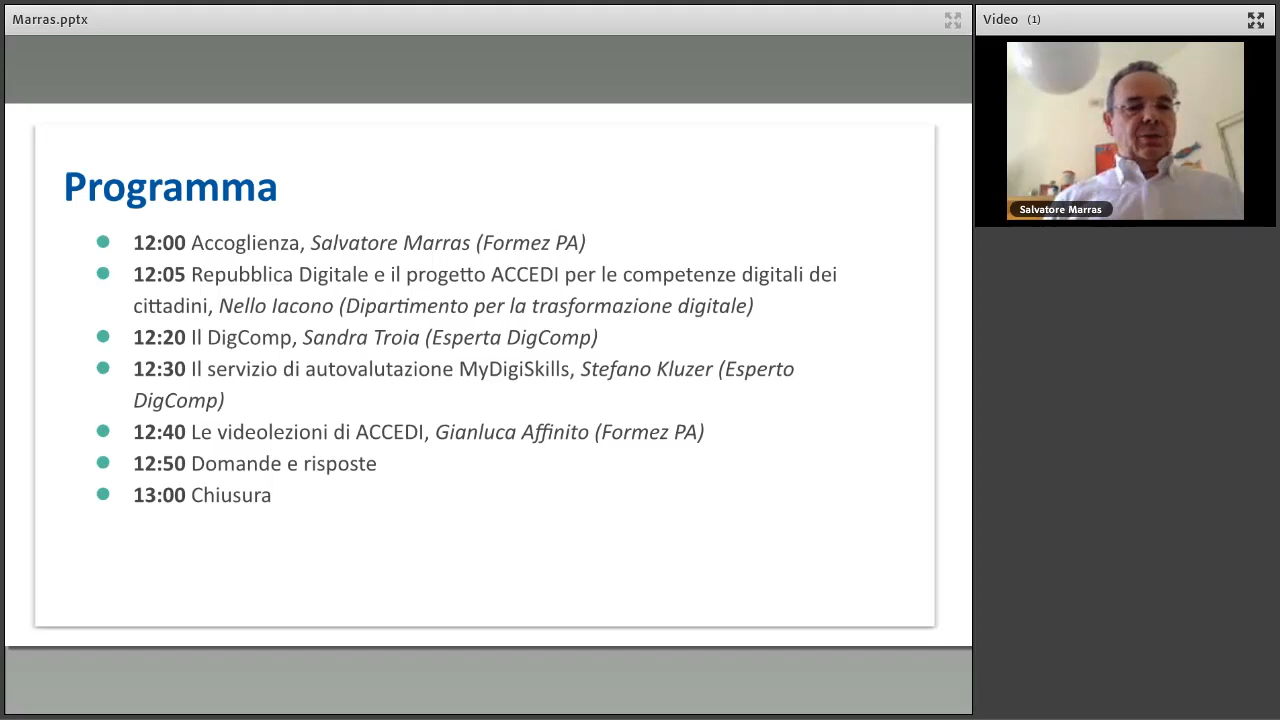 Marras.pptx
Video (1)
Programma
12:00 Accoglienza, Salvatore Marras (Formez PA)
12:05 Repubblica Digitale e il progetto ACCEDI per le competenze digitali dei
cittadini, Nello Iacono (Dipartimento per la trasformazione digitale)
12:20 Il DigComp, Sandra Troia (Esperta DigComp)
12:30 Il servizio di autovalutazione MyDigiSkills, Stefano Kluzer (Esperto
DigComp)
12:40 Le videolezioni di ACCEDI, Gianluca Affinito (Formez PA)
12:50 Domande e risposte
13:00 Chiusura
Salvatore Marras